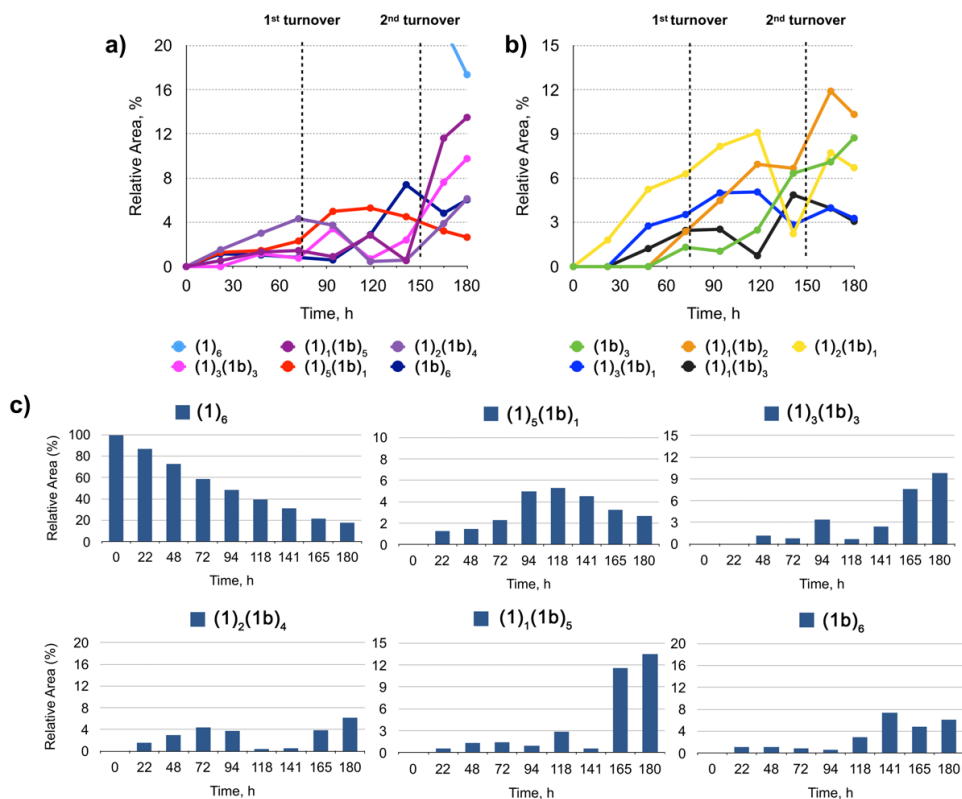 1st turnover 2nd turnover
a)
Relative Area, %
20
16
12
8
4
0
0 30 60 90 120 150 180
Time, h
(1)6 (1)1(1b)5 (1)2(1b)4
(1)3(1b)3 (1)5(1b)1 (1b)6
1st turnover 2nd turnover
b)
Relative Area, %
15
12
9
6
3
0
0 30 60 90 120 150 180
Time, h
(1b)3 (1)1(1b)2 (1)2(1b)1
(1)3(1b)1 (1)1(1b)3
c)
(1)6
Relative Area (%)
100
80
60
40
20
0 22 48 72 94 118 141 165 180
Time, h
(1)5(1b)1
10
8
6
4
2
0
0 22 48 72 94 118 141 165 180
Time, h
(1)3(1b)3
15
12
9
6
3
0
0 22 48 72 94 118 141 165 180
Time, h
(1)2(1b)4
Relative Area (%)
20
16
12
8
4
0
0 22 48 72 94 118 141 165 180
Time, h
(1)1(1b)5
15
12
9
6
3
0
0 22 48 72 94 118 141 165 180
Time, h
(1b)6
20
16
12
8
4
0
0 22 48 72 94 118 141 165 180
Time, h